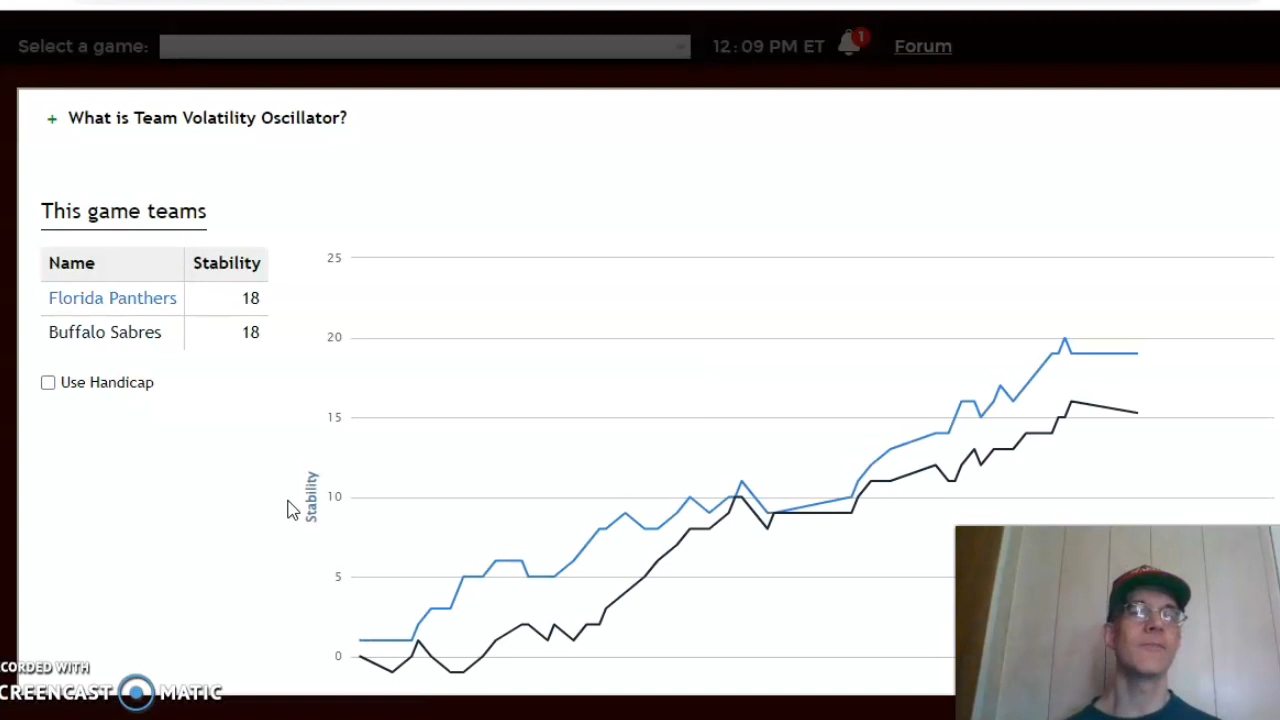 Select a game:
12:09 PM ET
1
Forum
+ What is Team Volatility Oscillator?
This game teams
Name Stability
Florida Panthers 18
Buffalo Sabres 18
Use Handicap
25
20
15
10
5
0
Stability
CORDED WITH
CREENCAST MATIC